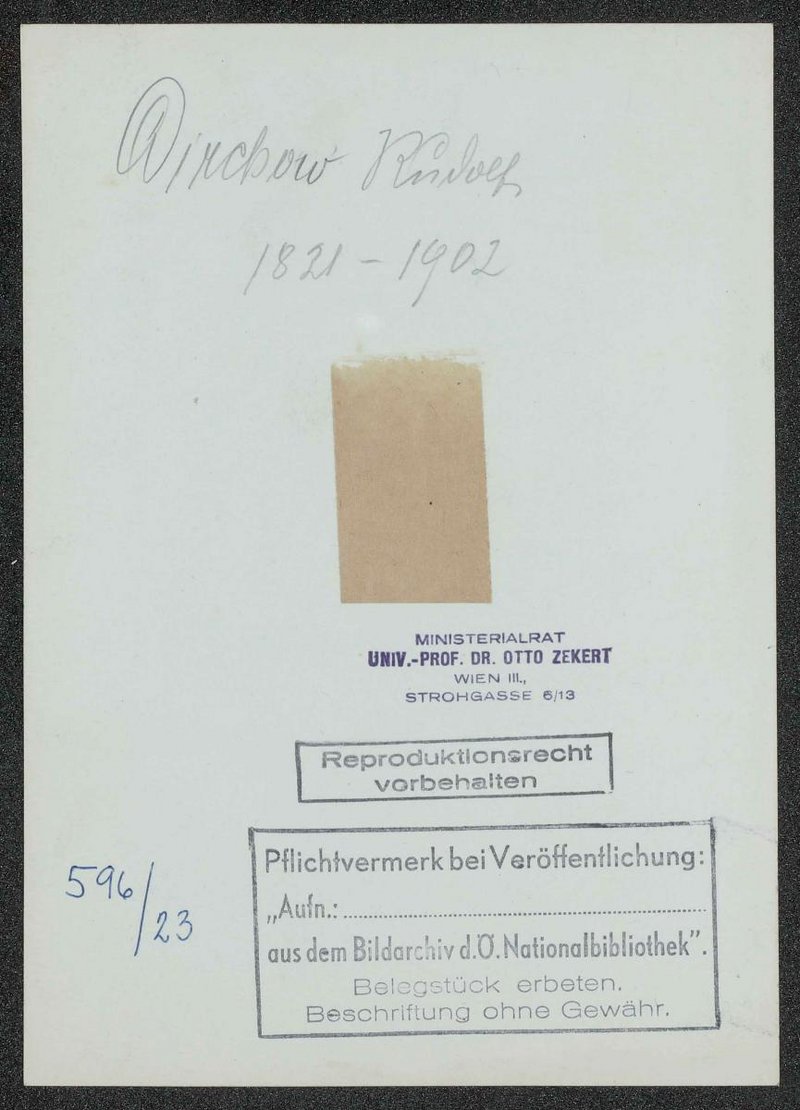 Virchow Rudolf
1821 - 1902
MINISTERIALRAT
UNIV.-PROF. DR. OTTO ZEKERT
WIEN III.,
STROHGASSE 6/13
Reproduktionsrecht
vorbehalten
596/23
Pflichtvermerk bei Veröffentlichung:
„Aufn.:
aus dem Bildarchiv d.Ö. Nationalbibliothek".
Belegstück erbeten.
Beschriftung ohne Gewähr.